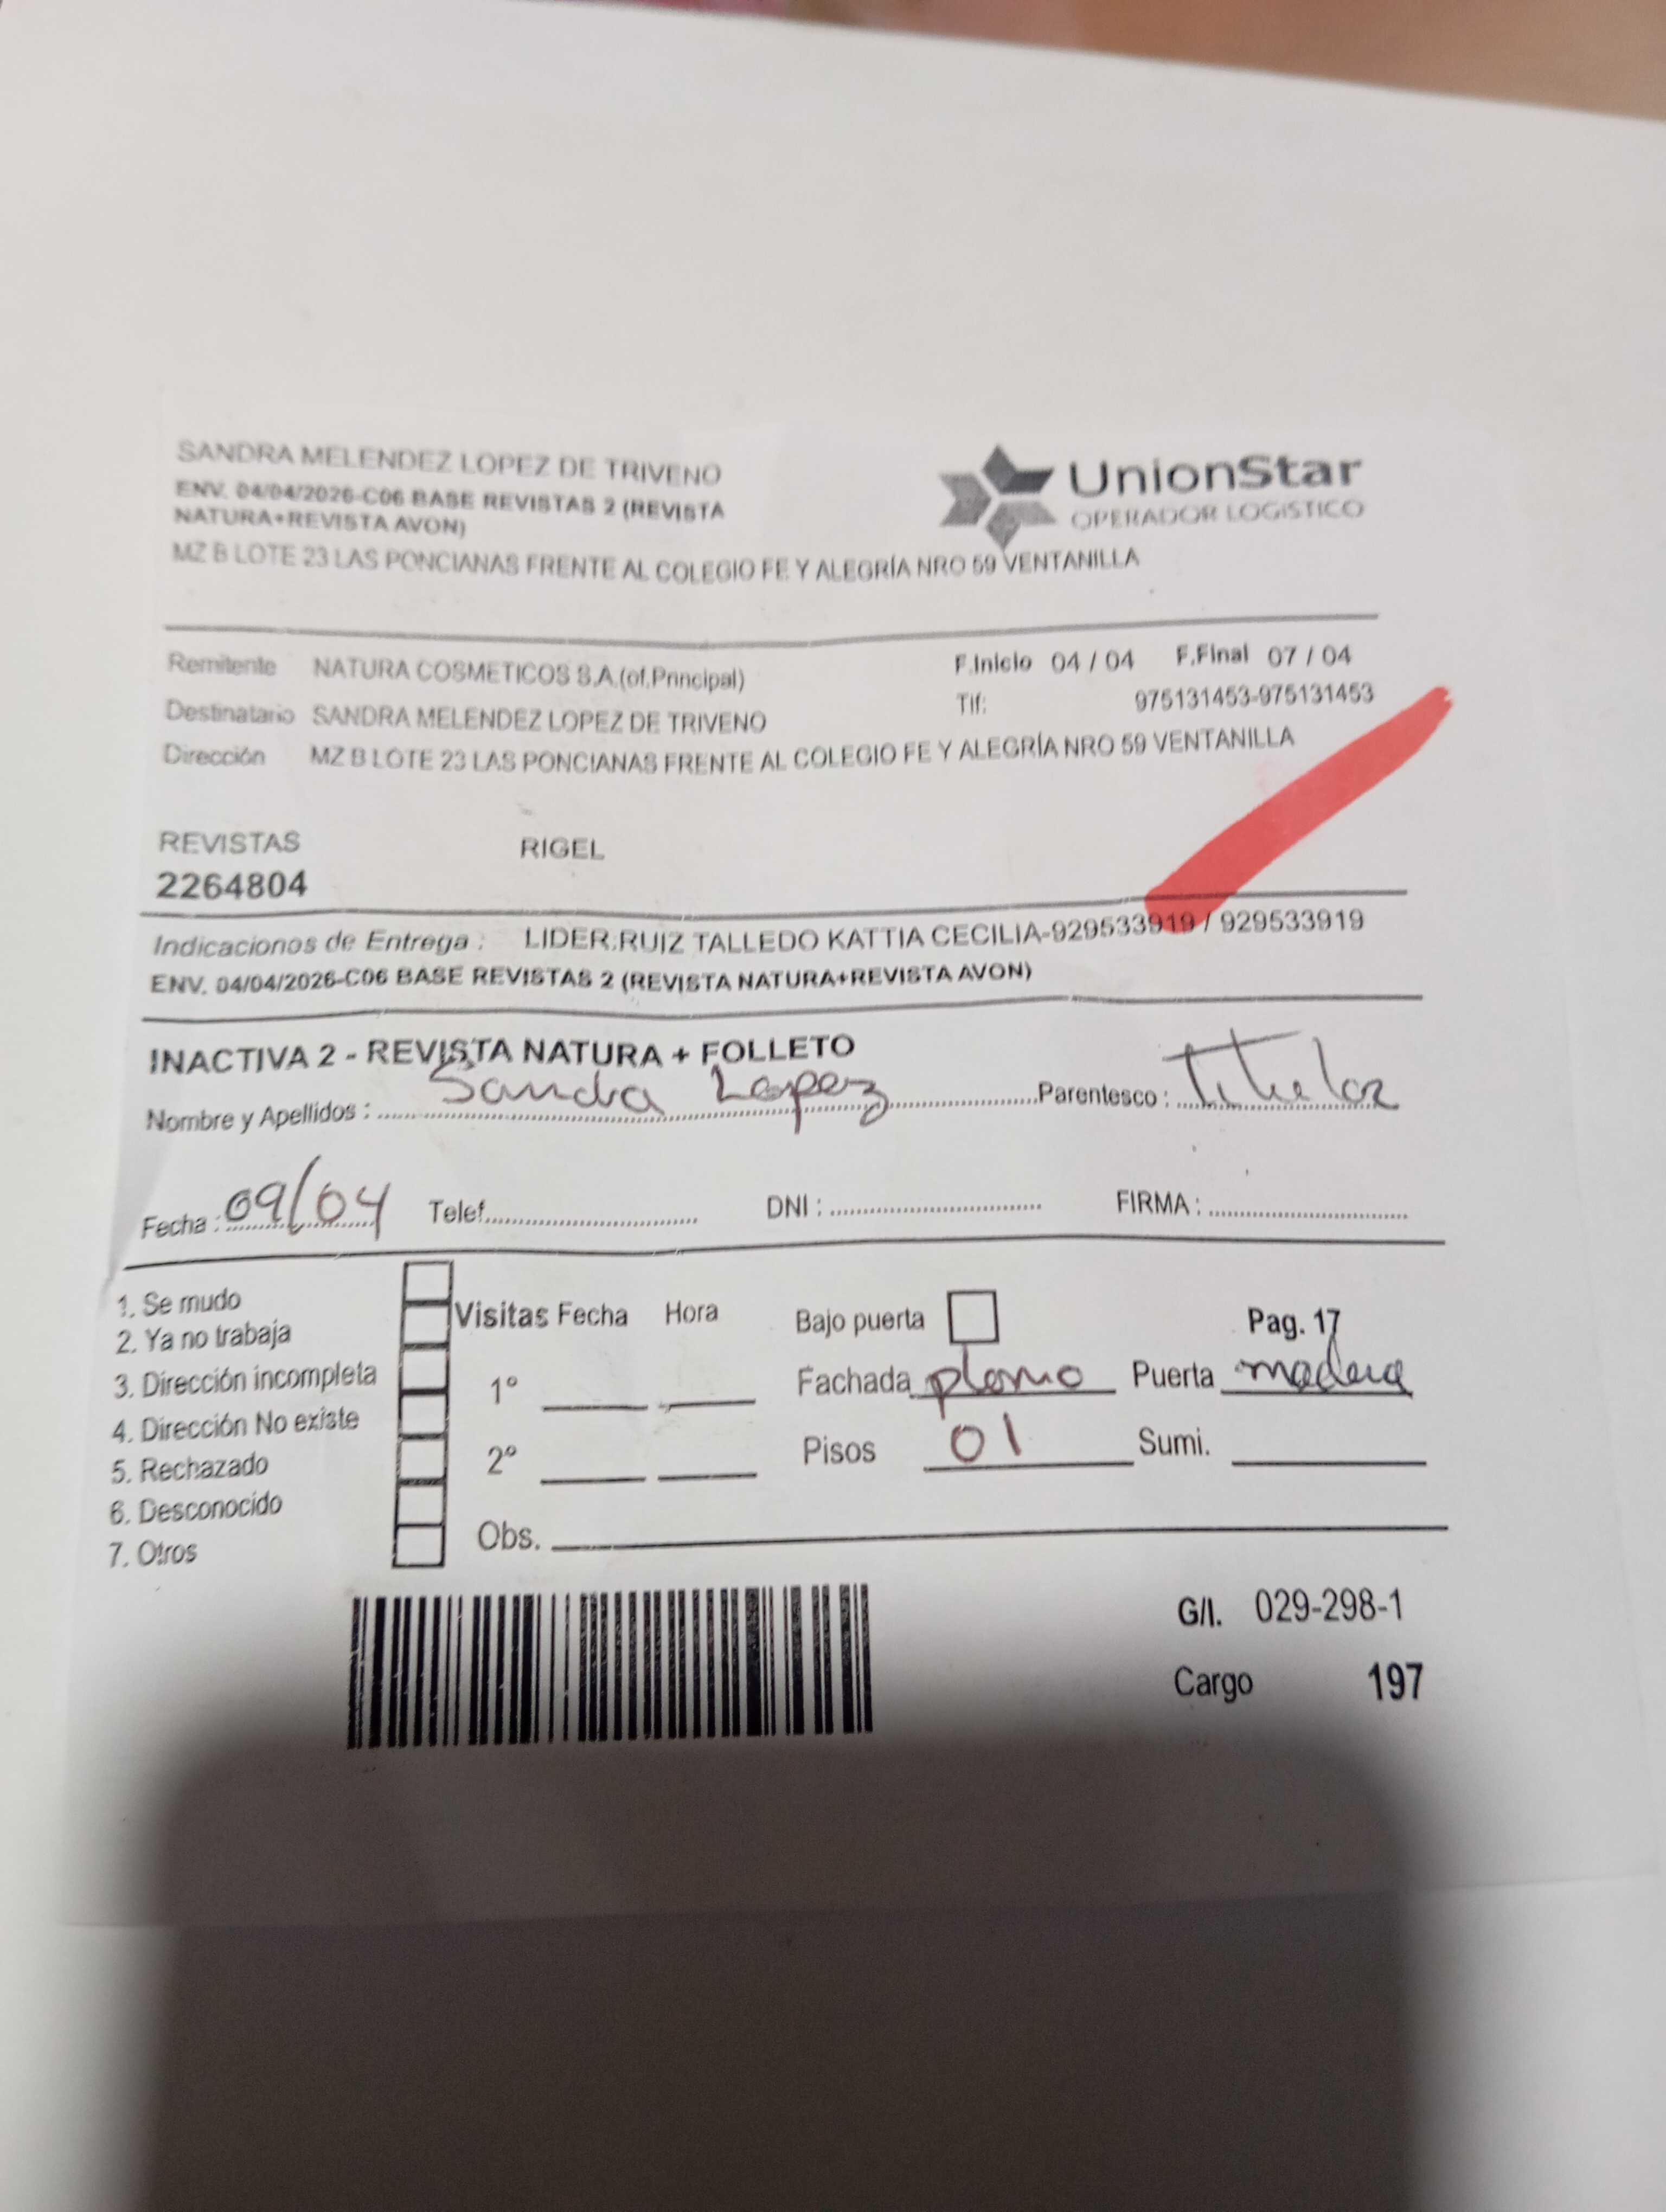 SANDRA MELENDEZ LOPEZ DE TRIVENO
ENV. 04/04/2026-C06 BASE REVISTAS 2 (REVISTA
NATURA+REVISTA AVON)
MZ B LOTE 23 LAS PONCIANAS FRENTE AL COLEGIO FE Y ALEGRÍA NRO 59 VENTANILLA
UnionStar
OPERADOR LOGÍSTICO
Remitente NATURA COSMETICOS S.A.(of.Principal) F.Inicio 04 / 04 F.Final 07 / 04
Destinatario SANDRA MELENDEZ LOPEZ DE TRIVENO Tlf: 975131453-975131453
Dirección MZ B LOTE 23 LAS PONCIANAS FRENTE AL COLEGIO FE Y ALEGRÍA NRO 59 VENTANILLA
REVISTAS RIGEL
2264804
Indicacionos de Entrega : LIDER.RUIZ TALLEDO KATTIA CECILIA-929533919 / 929533919
ENV. 04/04/2026-C06 BASE REVISTAS 2 (REVISTA NATURA+REVISTA AVON)
INACTIVA 2 - REVISTA NATURA + FOLLETO
Nombre y Apellidos : Sandra Lopez Parentesco : Titular
Fecha : 09/04 Telef. DNI : FIRMA :
1. Se mudo
2. Ya no trabaja
3. Dirección incompleta
4. Dirección No existe
5. Rechazado
6. Desconocido
7. Otros
Visitas Fecha Hora
1°
2°
Obs.
Bajo puerta Pag. 17
Fachada plomo Puerta madera
Pisos 01 Sumi.
G/I. 029-298-1
Cargo 197